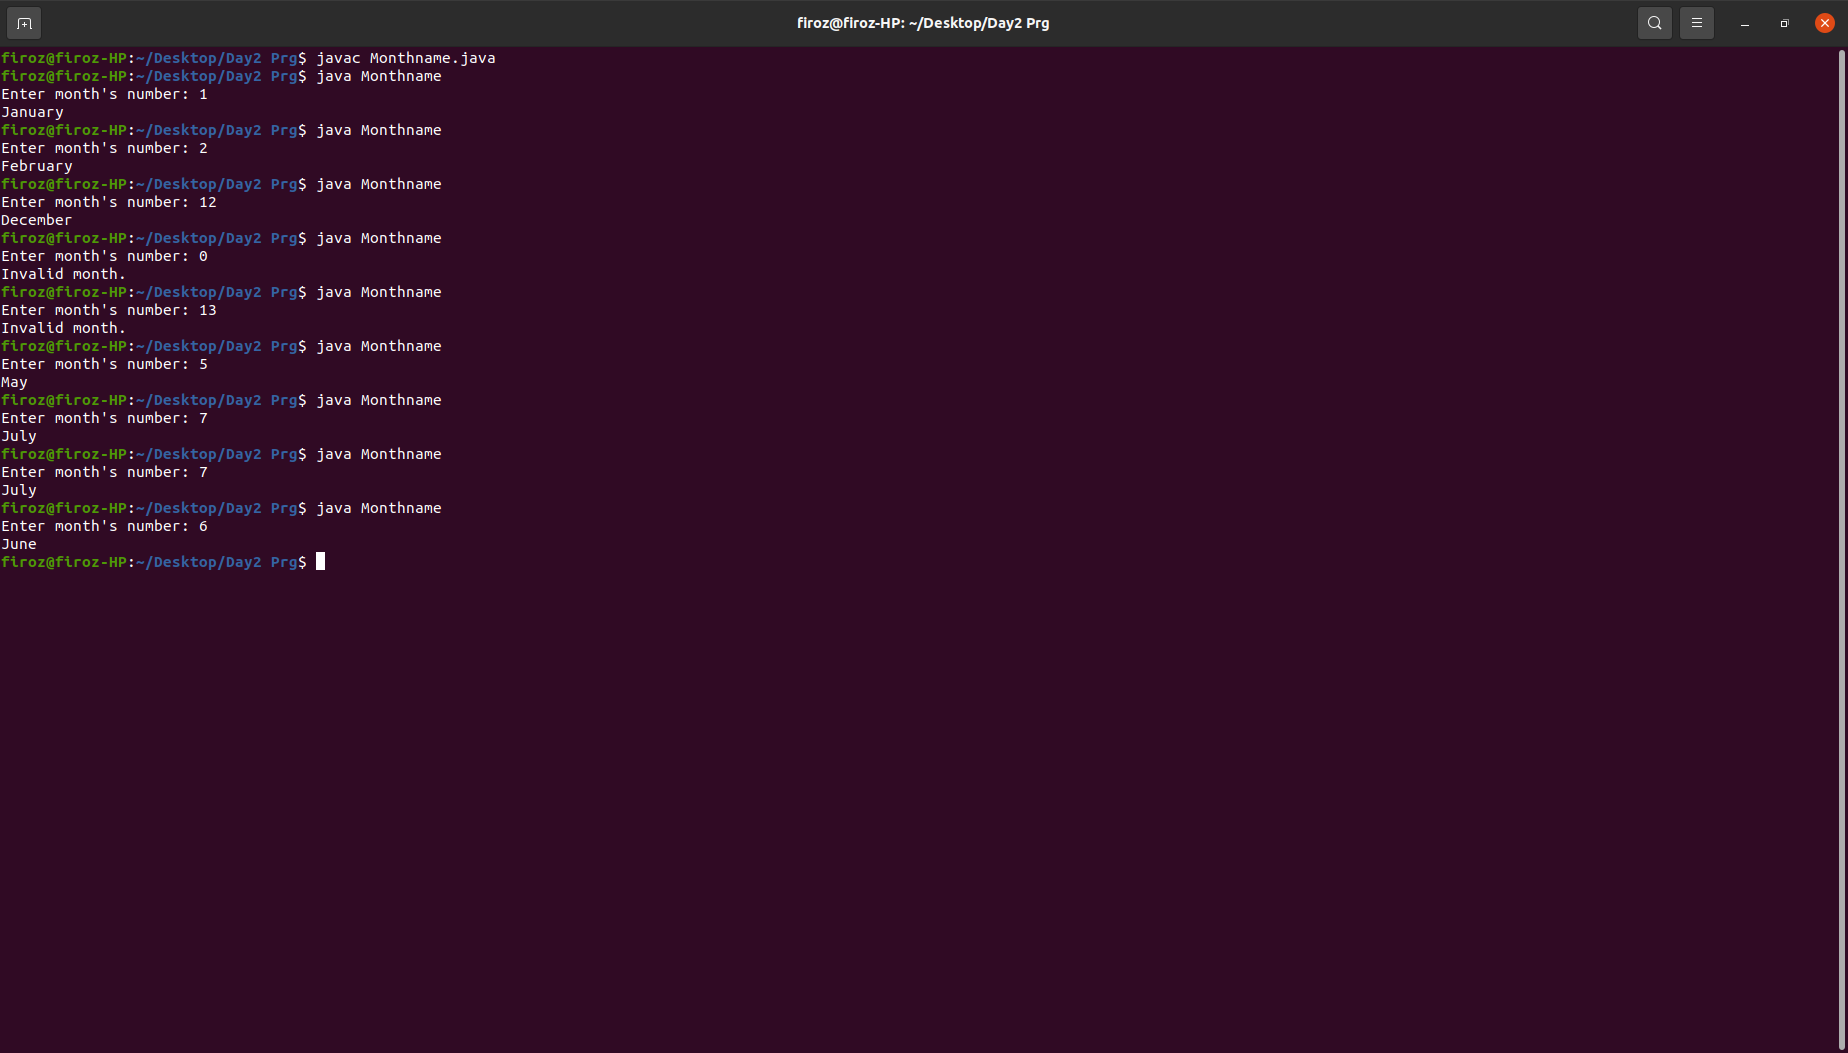 firoz@firoz-HP: ~/Desktop/Day2 Prg
firoz@firoz-HP:~/Desktop/Day2 Prg$ javac Monthname.java
firoz@firoz-HP:~/Desktop/Day2 Prg$ java Monthname
Enter month's number: 1
January
firoz@firoz-HP:~/Desktop/Day2 Prg$ java Monthname
Enter month's number: 2
February
firoz@firoz-HP:~/Desktop/Day2 Prg$ java Monthname
Enter month's number: 12
December
firoz@firoz-HP:~/Desktop/Day2 Prg$ java Monthname
Enter month's number: 0
Invalid month.
firoz@firoz-HP:~/Desktop/Day2 Prg$ java Monthname
Enter month's number: 13
Invalid month.
firoz@firoz-HP:~/Desktop/Day2 Prg$ java Monthname
Enter month's number: 5
May
firoz@firoz-HP:~/Desktop/Day2 Prg$ java Monthname
Enter month's number: 7
July
firoz@firoz-HP:~/Desktop/Day2 Prg$ java Monthname
Enter month's number: 7
July
firoz@firoz-HP:~/Desktop/Day2 Prg$ java Monthname
Enter month's number: 6
June
firoz@firoz-HP:~/Desktop/Day2 Prg$